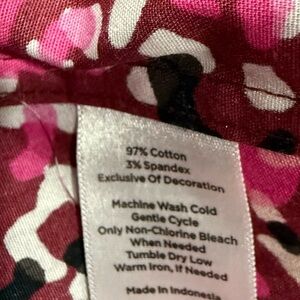 97% Cotton
3% Spandex
Exclusive Of Decoration
Machine Wash Cold
Gentle Cycle
Only Non-Chlorine Bleach
When Needed
Tumble Dry Low
Warm Iron, If Needed
Made In Indonesia